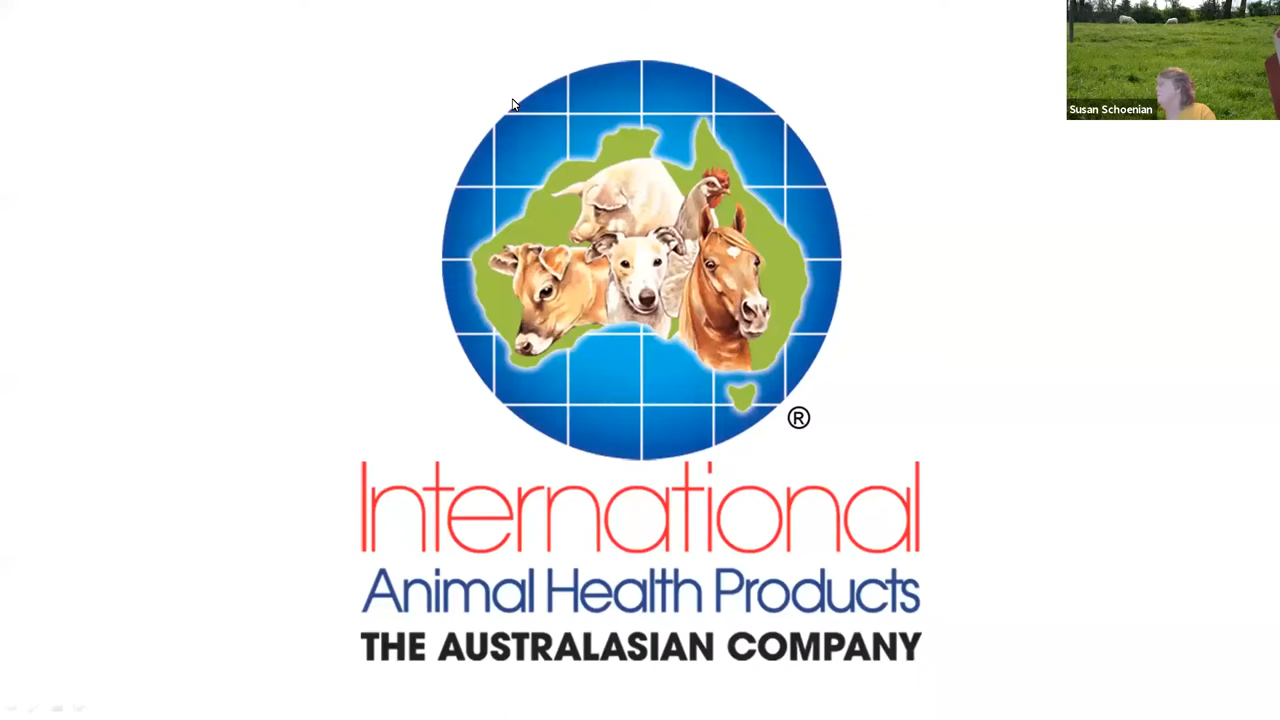 Susan Schoenian
®
International
Animal Health Products
THE AUSTRALASIAN COMPANY